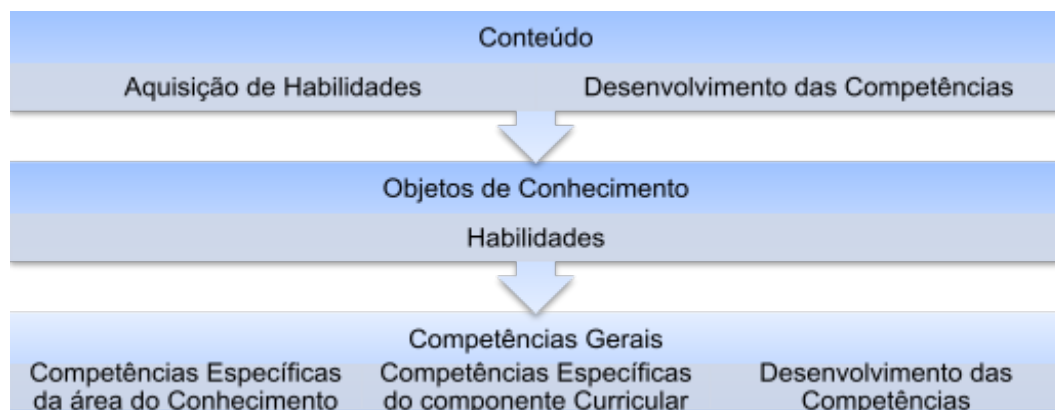 Conteúdo
Aquisição de Habilidades
Desenvolvimento das Competências
Objetos de Conhecimento
Habilidades
Competências Gerais
Competências Específicas
da área do Conhecimento
Competências Específicas
do componente Curricular
Desenvolvimento das
Competências